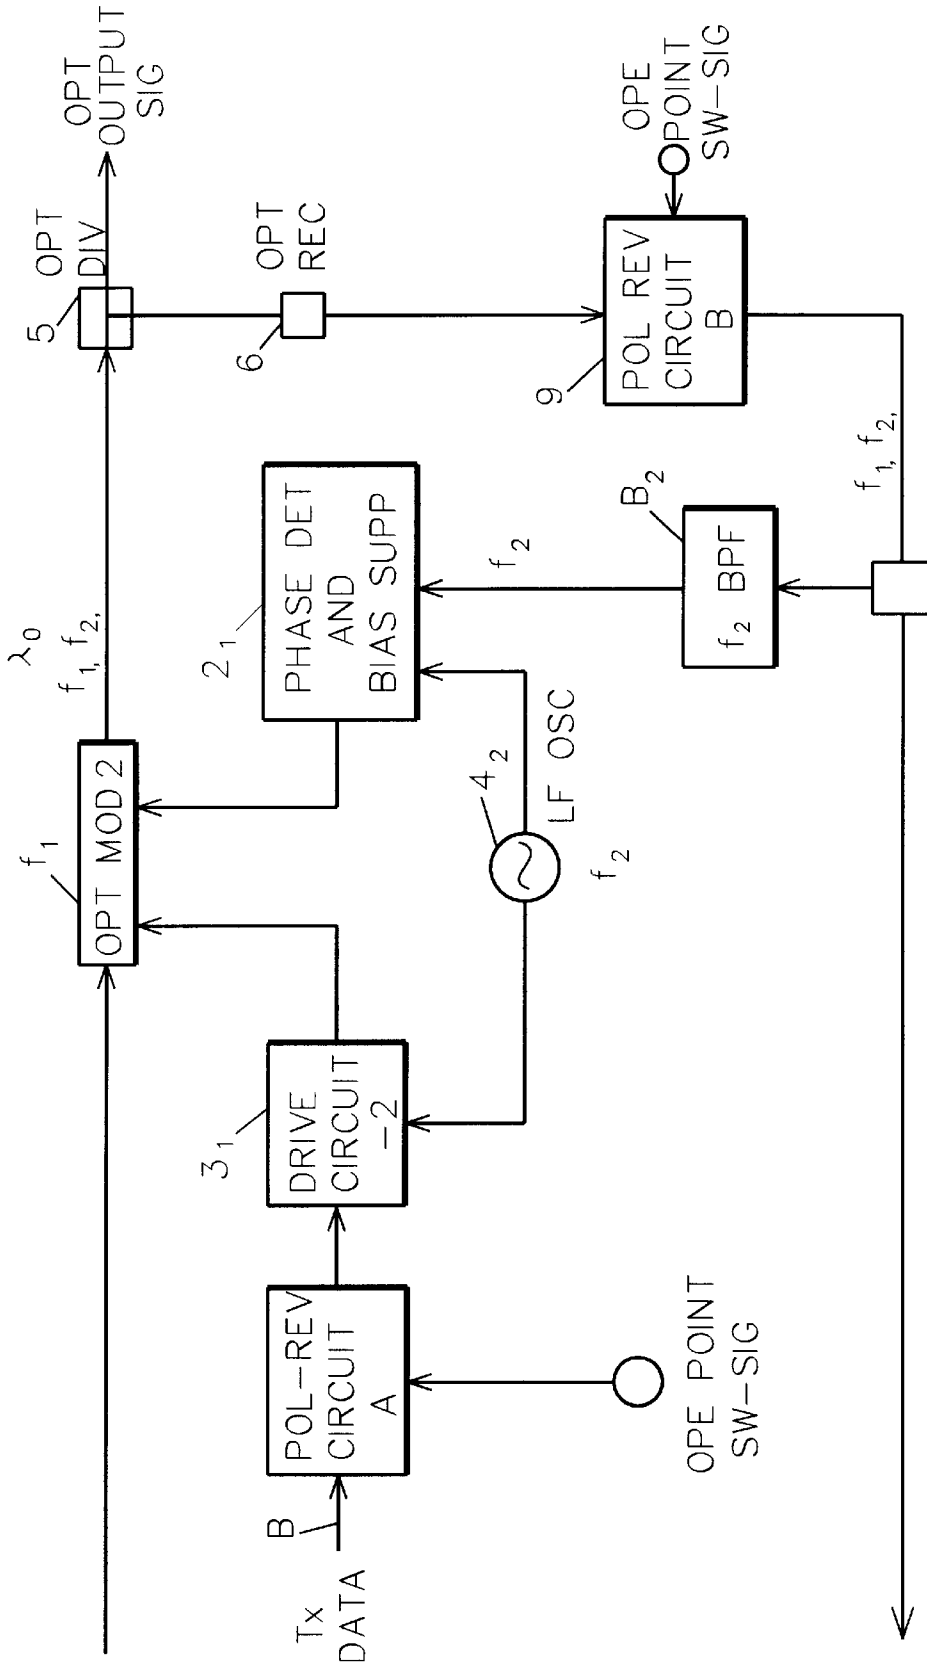 λ0
f1, f2,
f1
OPT MOD 2
5
OPT
DIV
OPT
OUTPUT
SIG
6
OPT
REC
21
PHASE DET
AND
BIAS SUPP
31
DRIVE
CIRCUIT
-2
POL-REV
CIRCUIT
A
B
Tx
DATA
OPE POINT
SW-SIG
42
LF OSC
f2
f2
B2
f2 BPF
9
POL REV
CIRCUIT
B
OPE
POINT
SW-SIG
f1, f2,